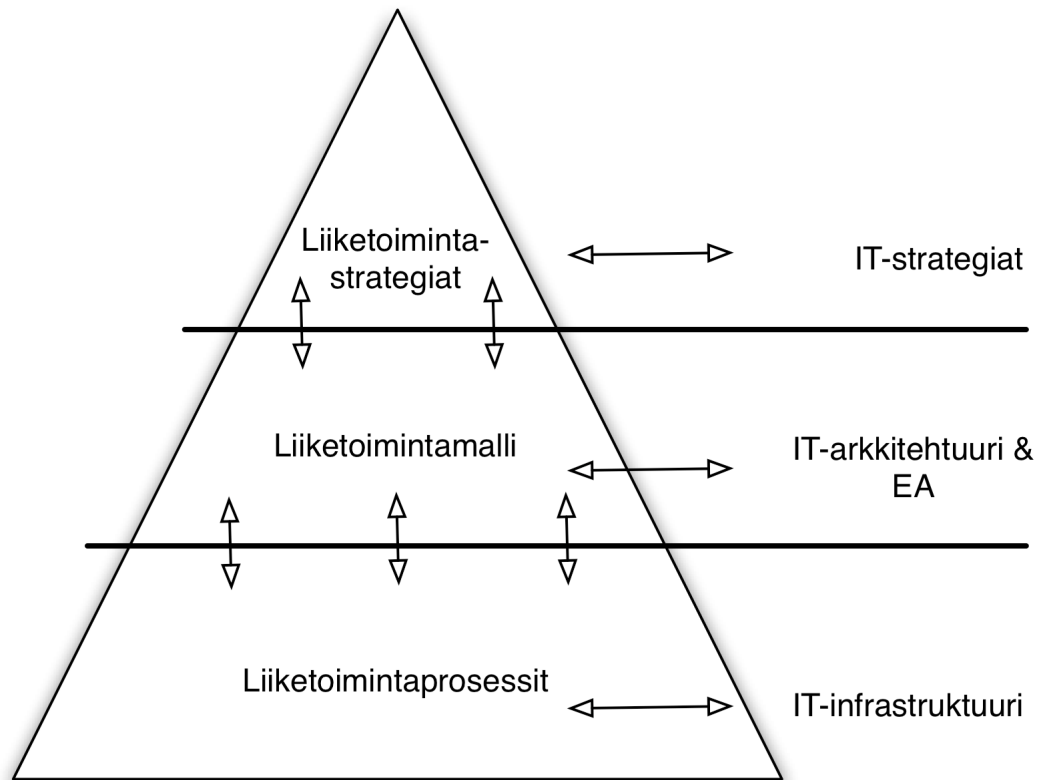 Liiketoiminta-
strategiat
IT-strategiat
Liiketoimintamalli
IT-arkkitehtuuri &
EA
Liiketoimintaprosessit
IT-infrastruktuuri